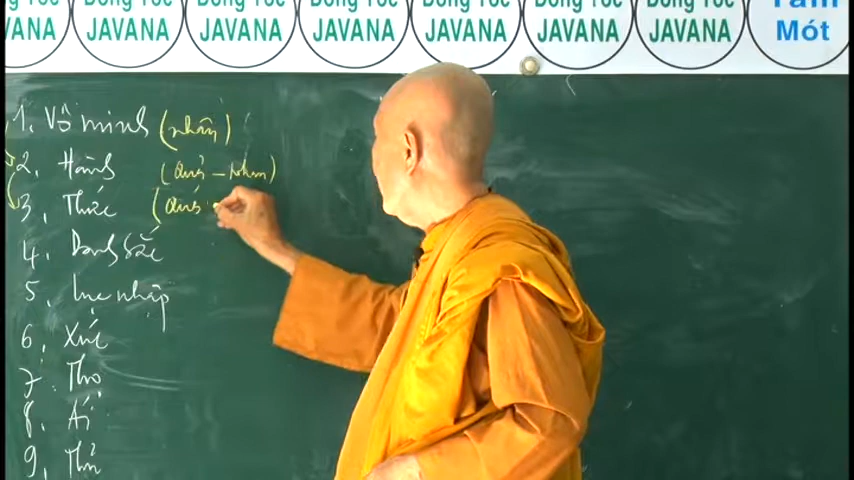 Tốc Đổng Tốc Đổng Tốc Đổng Tốc Đổng Tốc Đổng Tốc Đổng Tốc Tâm
JAVANA JAVANA JAVANA JAVANA JAVANA JAVANA Mót
1. Vô minh (nhân)
2. Hành (quả - nhân)
3. Thức (quả
4. Danh sắc
5. Lục nhập
6. Xúc
7. Thọ
8. Ái
9. Thủ